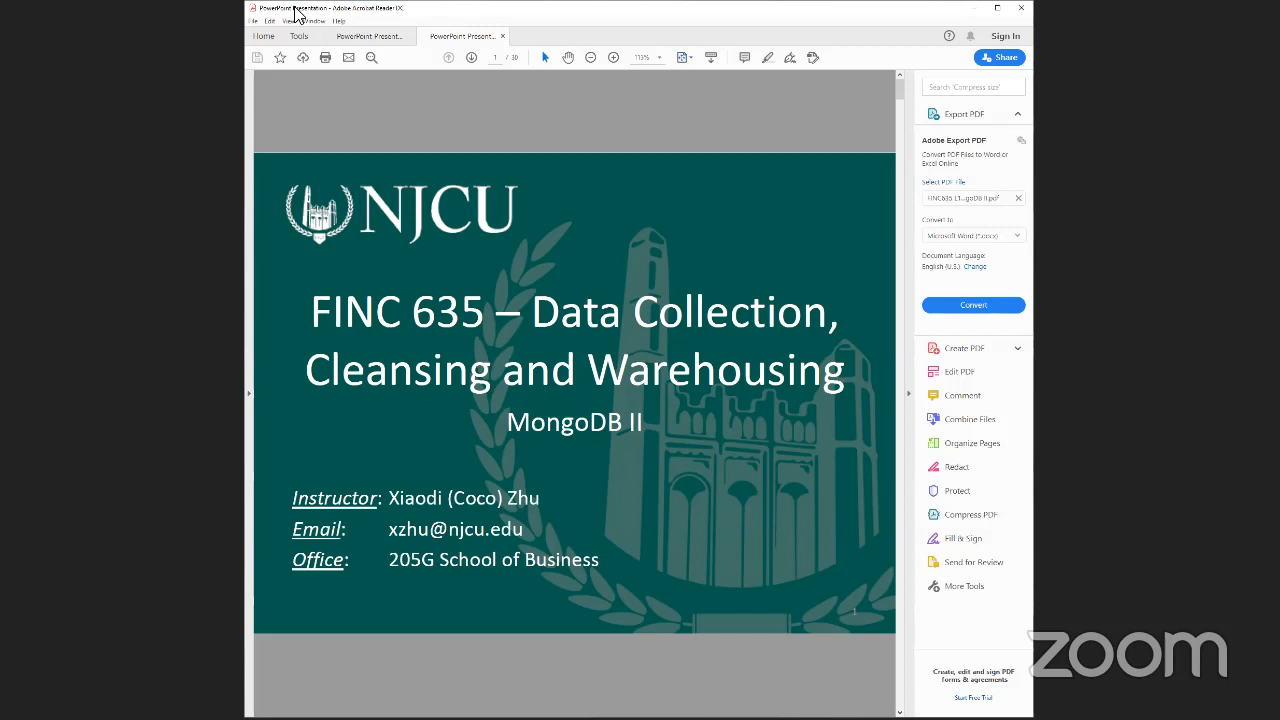 PowerPoint Presentation - Adobe Acrobat Reader DC
File Edit View Window Help
Home Tools PowerPoint Present... PowerPoint Present... × Sign In
1 / 30 113% Share
Search 'Compress size'
Export PDF
Adobe Export PDF
Convert PDF Files to Word or
Excel Online
Select PDF File
FINC635 L1...goDB II.pdf
Convert to
Microsoft Word (*.docx)
Document Language:
English (U.S.) Change
Convert
Create PDF
Edit PDF
Comment
Combine Files
Organize Pages
Redact
Protect
Compress PDF
Fill & Sign
Send for Review
More Tools
Create, edit and sign PDF
forms & agreements
Start Free Trial
NJCU
FINC 635 – Data Collection,
Cleansing and Warehousing
MongoDB II
Instructor: Xiaodi (Coco) Zhu
Email: xzhu@njcu.edu
Office: 205G School of Business
1
zoom